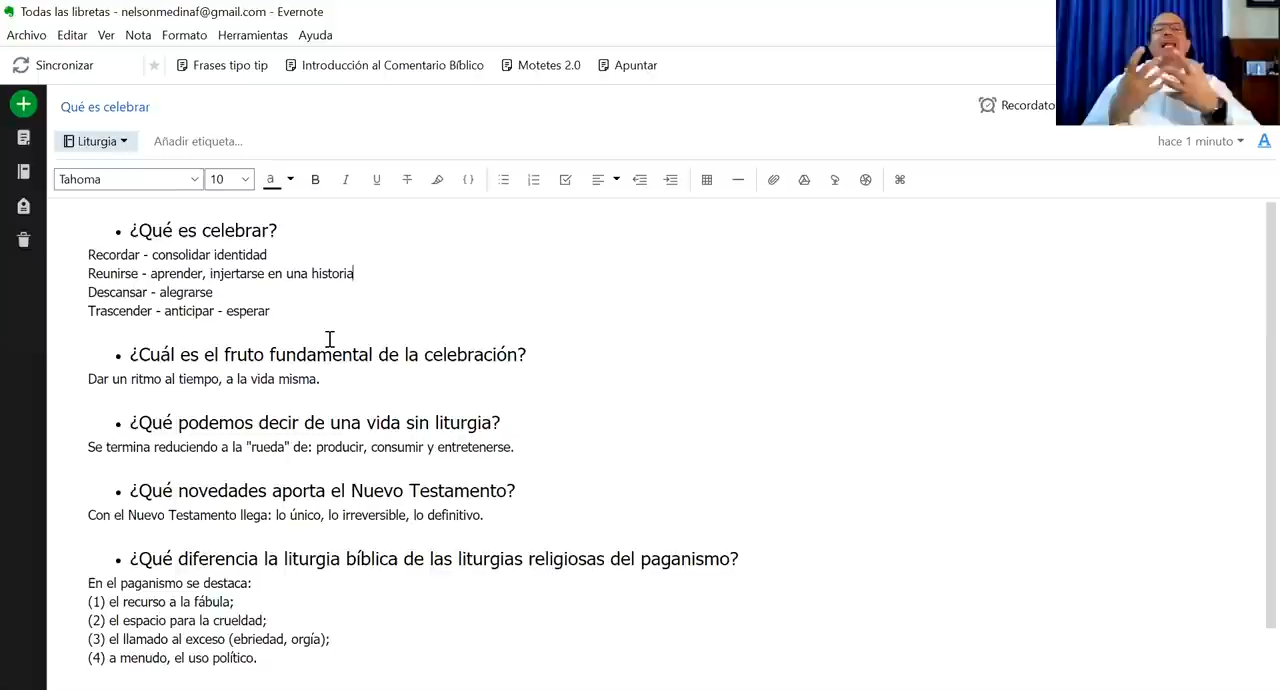 Todas las libretas - nelsonmedinaf@gmail.com - Evernote
Archivo Editar Ver Nota Formato Herramientas Ayuda
Sincronizar Frases tipo tip Introducción al Comentario Bíblico Motetes 2.0 Apuntar
Qué es celebrar Recordato
Liturgia Añadir etiqueta... hace 1 minuto A
Tahoma 10 a B I U T
• ¿Qué es celebrar?
Recordar - consolidar identidad
Reunirse - aprender, injertarse en una historia
Descansar - alegrarse
Trascender - anticipar - esperar
• ¿Cuál es el fruto fundamental de la celebración?
Dar un ritmo al tiempo, a la vida misma.
• ¿Qué podemos decir de una vida sin liturgia?
Se termina reduciendo a la "rueda" de: producir, consumir y entretenerse.
• ¿Qué novedades aporta el Nuevo Testamento?
Con el Nuevo Testamento llega: lo único, lo irreversible, lo definitivo.
• ¿Qué diferencia la liturgia bíblica de las liturgias religiosas del paganismo?
En el paganismo se destaca:
(1) el recurso a la fábula;
(2) el espacio para la crueldad;
(3) el llamado al exceso (ebriedad, orgía);
(4) a menudo, el uso político.